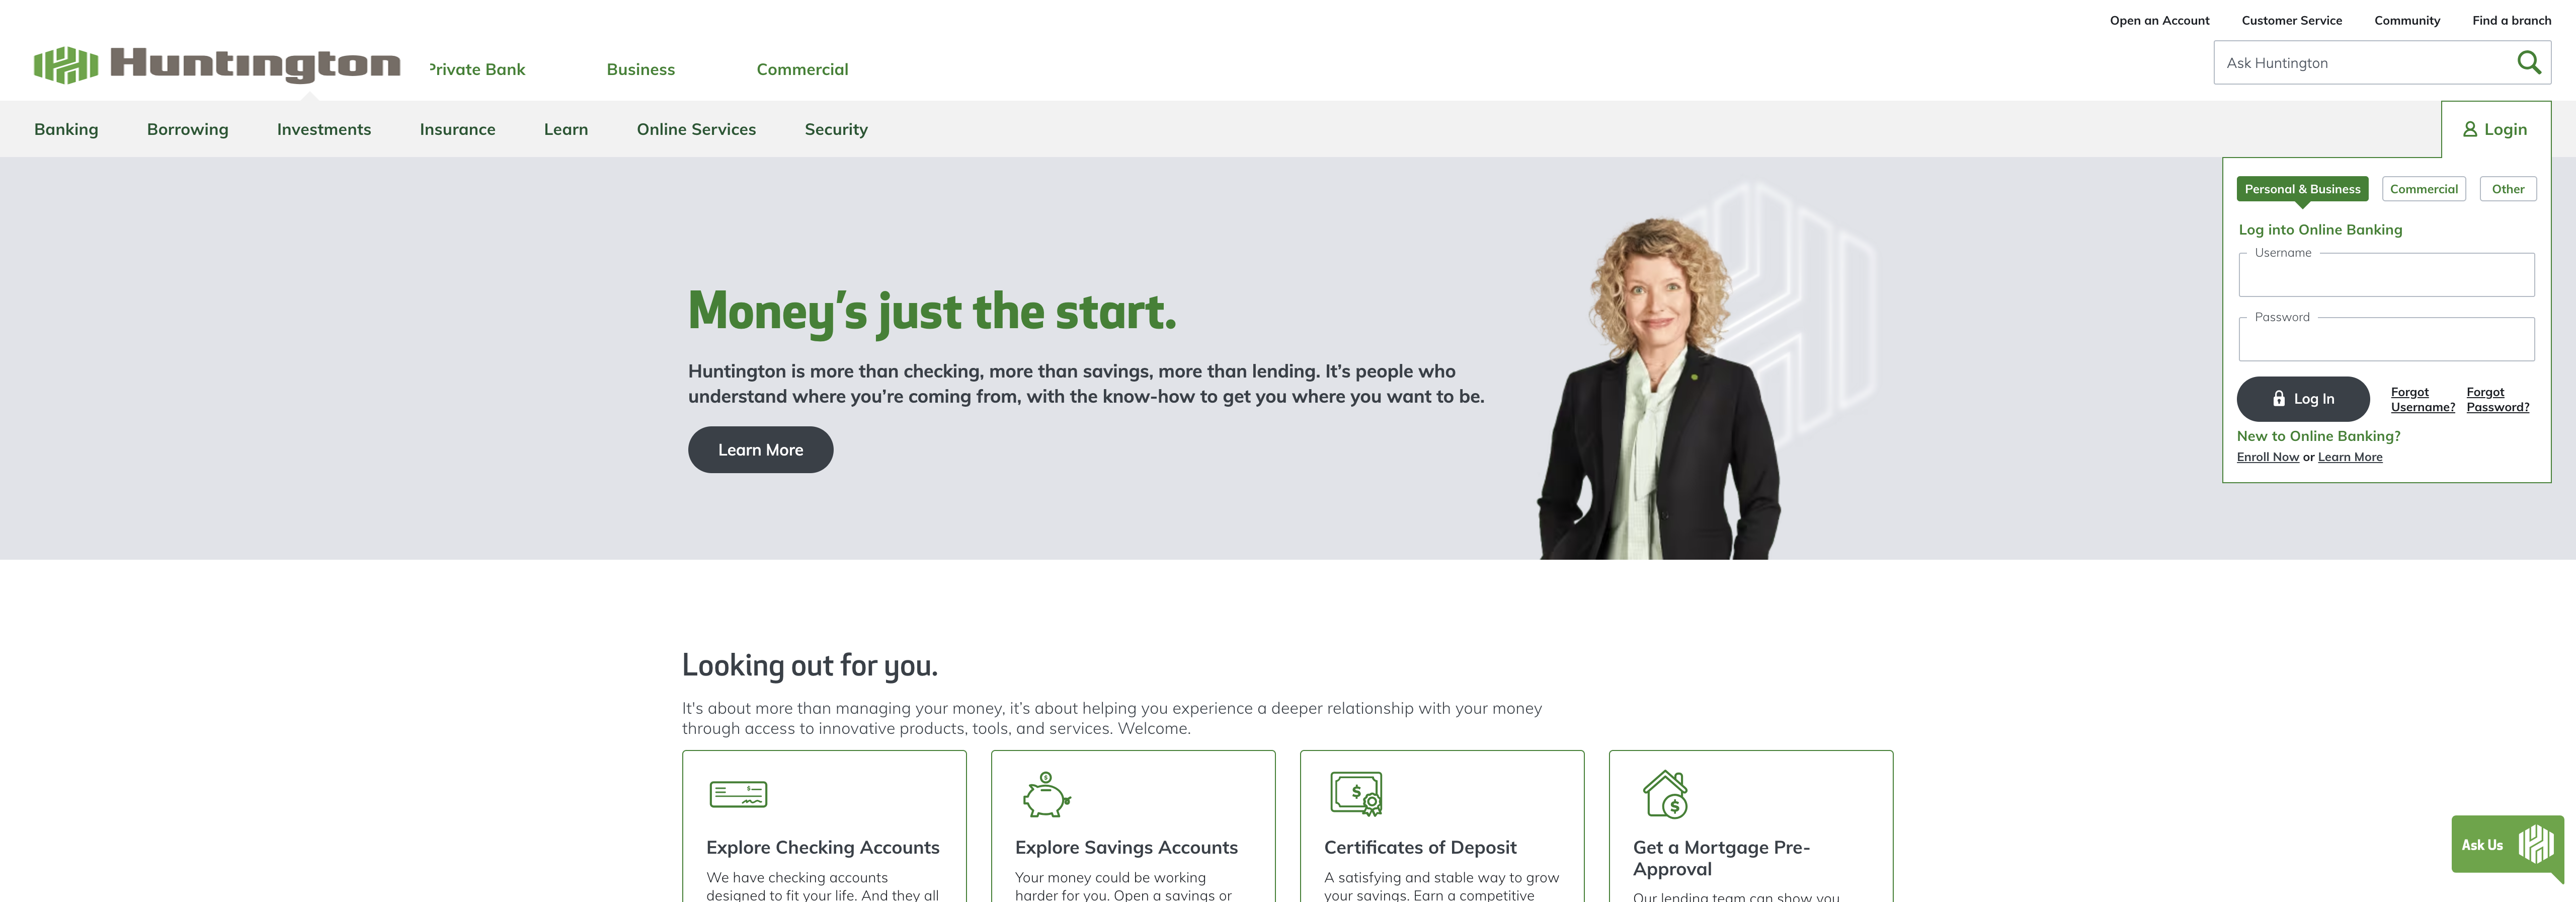 Open an Account Customer Service Community Find a branch
Huntington Private Bank Business Commercial
Ask Huntington
Banking Borrowing Investments Insurance Learn Online Services Security
Login
Personal & Business Commercial Other
Log into Online Banking
Username
Password
Log In
Forgot Username?
Forgot Password?
New to Online Banking?
Enroll Now or Learn More
Money's just the start.
Huntington is more than checking, more than savings, more than lending. It's people who
understand where you're coming from, with the know-how to get you where you want to be.
Learn More
Looking out for you.
It's about more than managing your money, it's about helping you experience a deeper relationship with your money
through access to innovative products, tools, and services. Welcome.
Explore Checking Accounts
We have checking accounts
designed to fit your life. And they all
Explore Savings Accounts
Your money could be working
harder for you. Open a savings or
Certificates of Deposit
A satisfying and stable way to grow
your savings. Earn a competitive
Get a Mortgage Pre-
Approval
Our lending team can show you
Ask Us